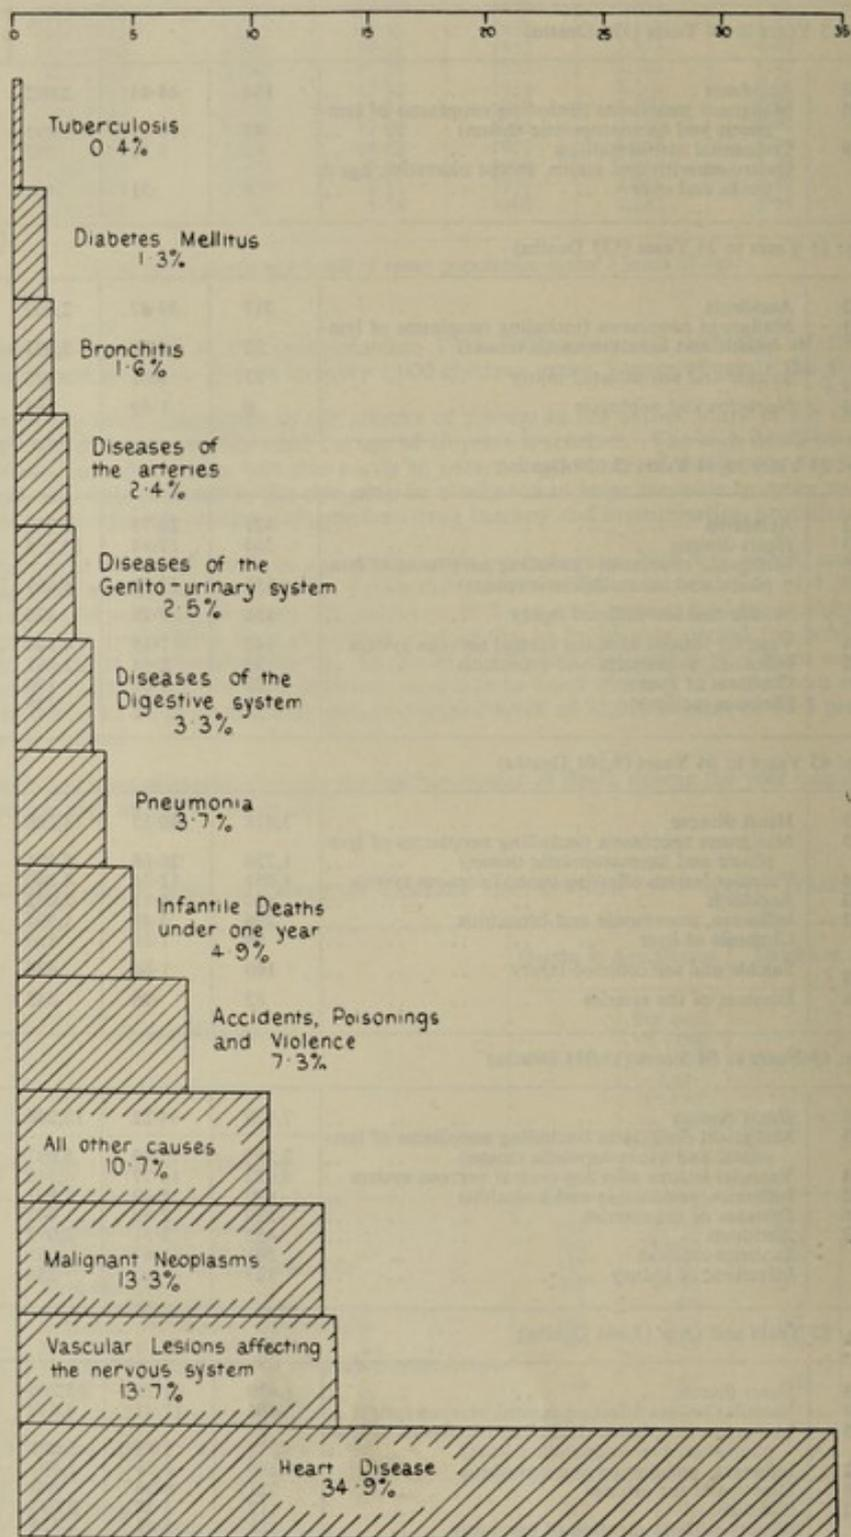 0 5 10 15 20 25 30 35
Tuberculosis
0.4%
Diabetes Mellitus
1.3%
Bronchitis
1.6%
Diseases of
the arteries
2.4%
Diseases of the
Genito-urinary system
2.5%
Diseases of the
Digestive system
3.3%
Pneumonia
3.7%
Infantile Deaths
under one year
4.9%
Accidents, Poisonings
and Violence
7.3%
All other causes
10.7%
Malignant Neoplasms
13.3%
Vascular Lesions affecting
the nervous system
13.7%
Heart Disease
34.9%